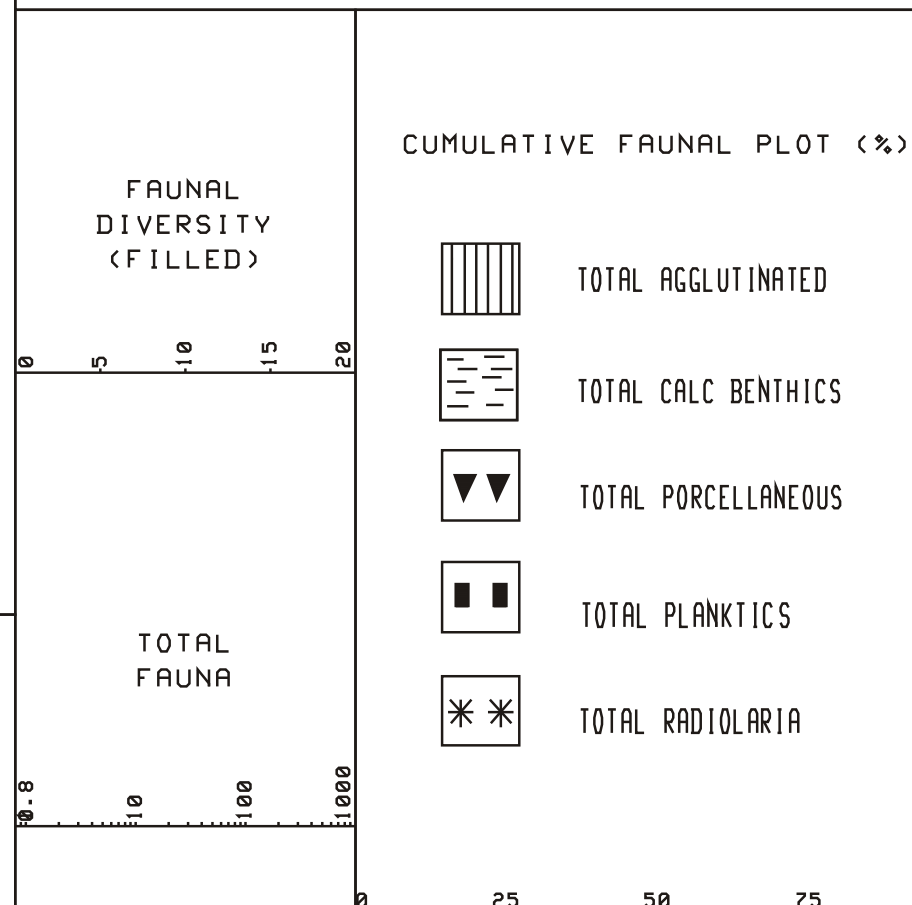 FAUNAL
DIVERSITY
(FILLED)
0 5 10 15 20
TOTAL
FAUNA
0.8 10 100 1000
CUMULATIVE FAUNAL PLOT (%)
TOTAL AGGLUTINATED
TOTAL CALC BENTHICS
TOTAL PORCELLANEOUS
TOTAL PLANKTICS
TOTAL RADIOLARIA
0 25 50 75